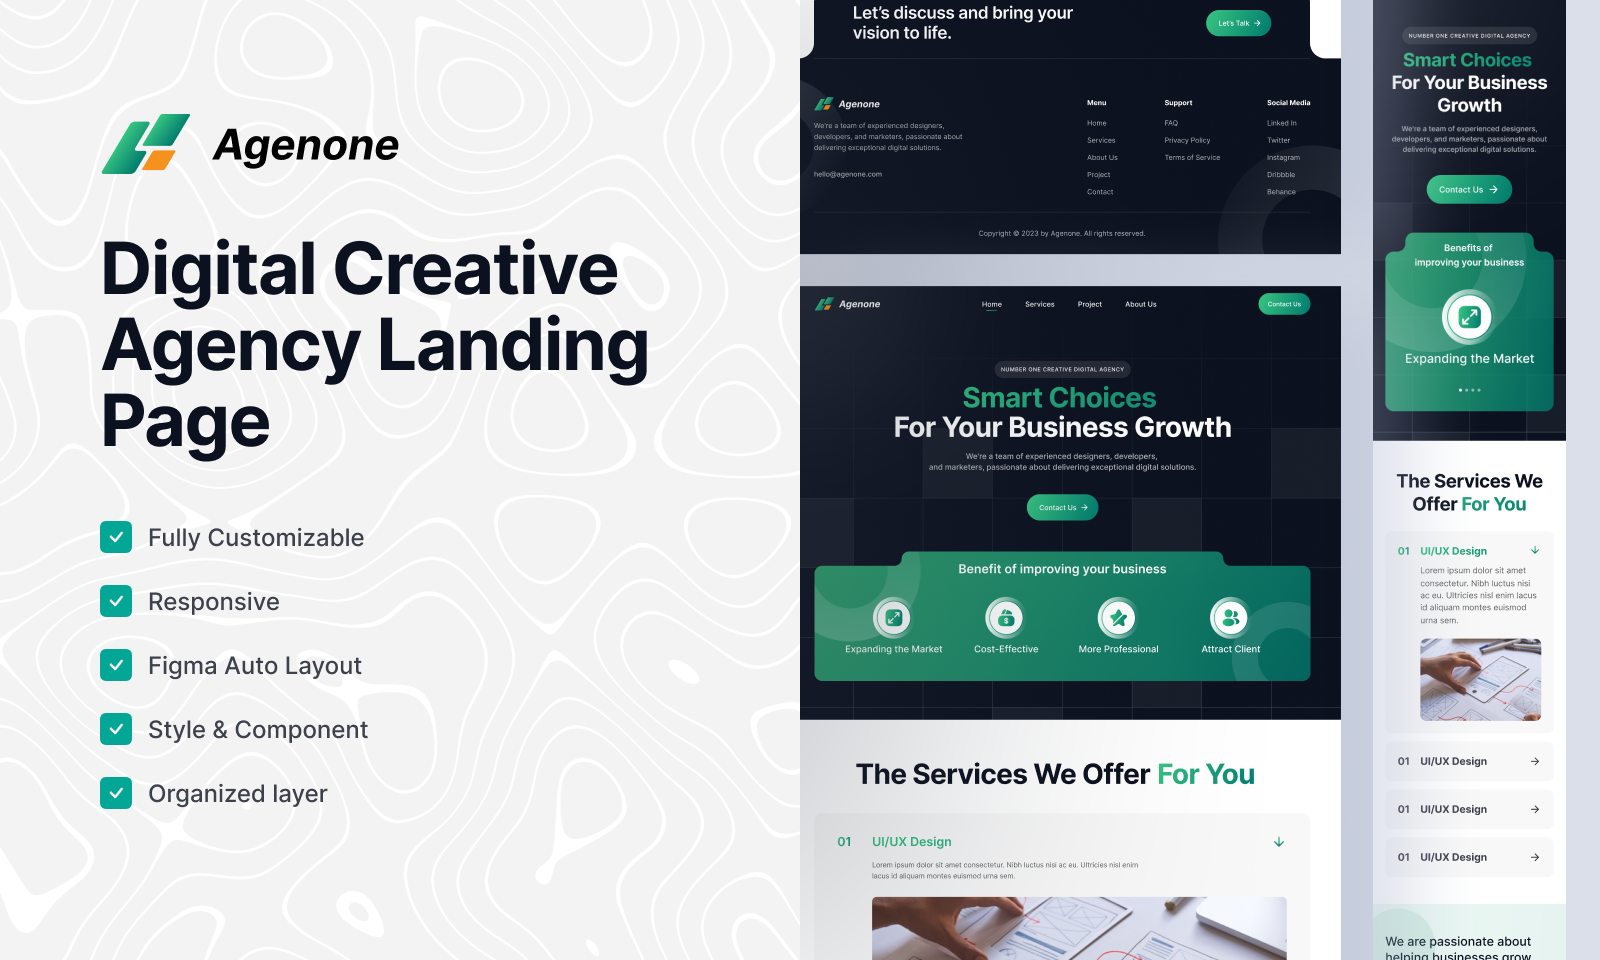 Agenone
Digital Creative
Agency Landing
Page
Fully Customizable
Responsive
Figma Auto Layout
Style & Component
Organized layer
Let's discuss and bring your
vision to life.
Let's Talk
Agenone
We're a team of experienced designers,
developers, and marketers, passionate about
delivering exceptional digital solutions.
hello@agenone.com
Menu
Home
Services
About Us
Project
Contact
Support
FAQ
Privacy Policy
Terms of Service
Social Media
Linked In
Twitter
Instagram
Dribbble
Behance
Copyright © 2023 by Agenone. All rights reserved.
Agenone
Home
Services
Project
About Us
Contact Us
NUMBER ONE CREATIVE DIGITAL AGENCY
Smart Choices
For Your Business Growth
We're a team of experienced designers, developers,
and marketers, passionate about delivering exceptional digital solutions.
Contact Us
Benefit of improving your business
Expanding the Market
Cost-Effective
More Professional
Attract Client
The Services We Offer For You
01 UI/UX Design
Lorem ipsum dolor sit amet consectetur. Nibh luctus nisi ac eu. Ultricies nisl enim
lacus id aliquam montes euismod urna sem.
NUMBER ONE CREATIVE DIGITAL AGENCY
Smart Choices
For Your Business
Growth
We're a team of experienced designers,
developers, and marketers, passionate about
delivering exceptional digital solutions.
Contact Us
Benefits of
improving your business
Expanding the Market
The Services We
Offer For You
01 UI/UX Design
Lorem ipsum dolor sit amet
consectetur. Nibh luctus nisi
ac eu. Ultricies nisl enim lacus
id aliquam montes euismod
urna sem.
01 UI/UX Design
01 UI/UX Design
01 UI/UX Design
We are passionate about
helping businesses grow